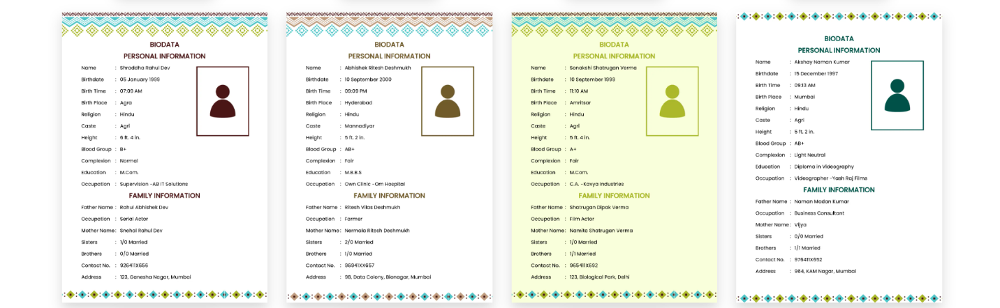 BIODATA
PERSONAL INFORMATION
Name : Shraddha Rahul Dev
Birthdate : 05 January 1999
Birth Time : 07:09 AM
Birth Place : Agra
Religion : Hindu
Caste : Agri
Height : 6 ft. 4 in.
Blood Group : B+
Complexion : Normal
Education : M.Com.
Occupation : Supervision -AB IT Solutions
FAMILY INFORMATION
Father Name : Rahul Abhishek Dev
Occupation : Serial Actor
Mother Name : Snehal Rahul Dev
Sisters : 1/0 Married
Brothers : 0/0 Married
Contact No. : 926411X656
Address : 123, Ganesha Nagar, Mumbai
BIODATA
PERSONAL INFORMATION
Name : Abhishek Ritesh Deshmukh
Birthdate : 10 September 2000
Birth Time : 09:09 PM
Birth Place : Hyderabad
Religion : Hindu
Caste : Mannadiyar
Height : 5 ft. 2 in.
Blood Group : AB+
Complexion : Fair
Education : M.B.B.S
Occupation : Own Clinic -Om Hospital
FAMILY INFORMATION
Father Name : Ritesh Vilas Deshmukh
Occupation : Farmer
Mother Name : Nermala Ritesh Deshmukh
Sisters : 2/0 Married
Brothers : 1/0 Married
Contact No. : 96941XX657
Address : 98, Data Colony, Bionagar, Mumbai
BIODATA
PERSONAL INFORMATION
Name : Sonakshi Shatrugan Verma
Birthdate : 10 September 1999
Birth Time : 11:10 AM
Birth Place : Amritsar
Religion : Hindu
Caste : Agri
Height : 5 ft. 4 in.
Blood Group : A+
Complexion : Fair
Education : M.Com.
Occupation : C.A. -Kavya Industries
FAMILY INFORMATION
Father Name : Shatrugan Dipak Verma
Occupation : Film Actor
Mother Name : Namita Shatrugan Verma
Sisters : 1/0 Married
Brothers : 1/1 Married
Contact No. : 965411X692
Address : 123, Biological Park, Delhi
BIODATA
PERSONAL INFORMATION
Name : Akshay Naman Kumar
Birthdate : 15 December 1997
Birth Time : 09:13 AM
Birth Place : Mumbai
Religion : Hindu
Caste : Agri
Height : 5 ft. 2 in.
Blood Group : AB+
Complexion : Light Neutral
Education : Diploma in Videography
Occupation : Videographer -Yash Raj Films
FAMILY INFORMATION
Father Name : Naman Madan Kumar
Occupation : Business Consultant
Mother Name : Vijya
Sisters : 0/0 Married
Brothers : 1/1 Married
Contact No. : 976411X652
Address : 964, KAM Nagar, Mumbai